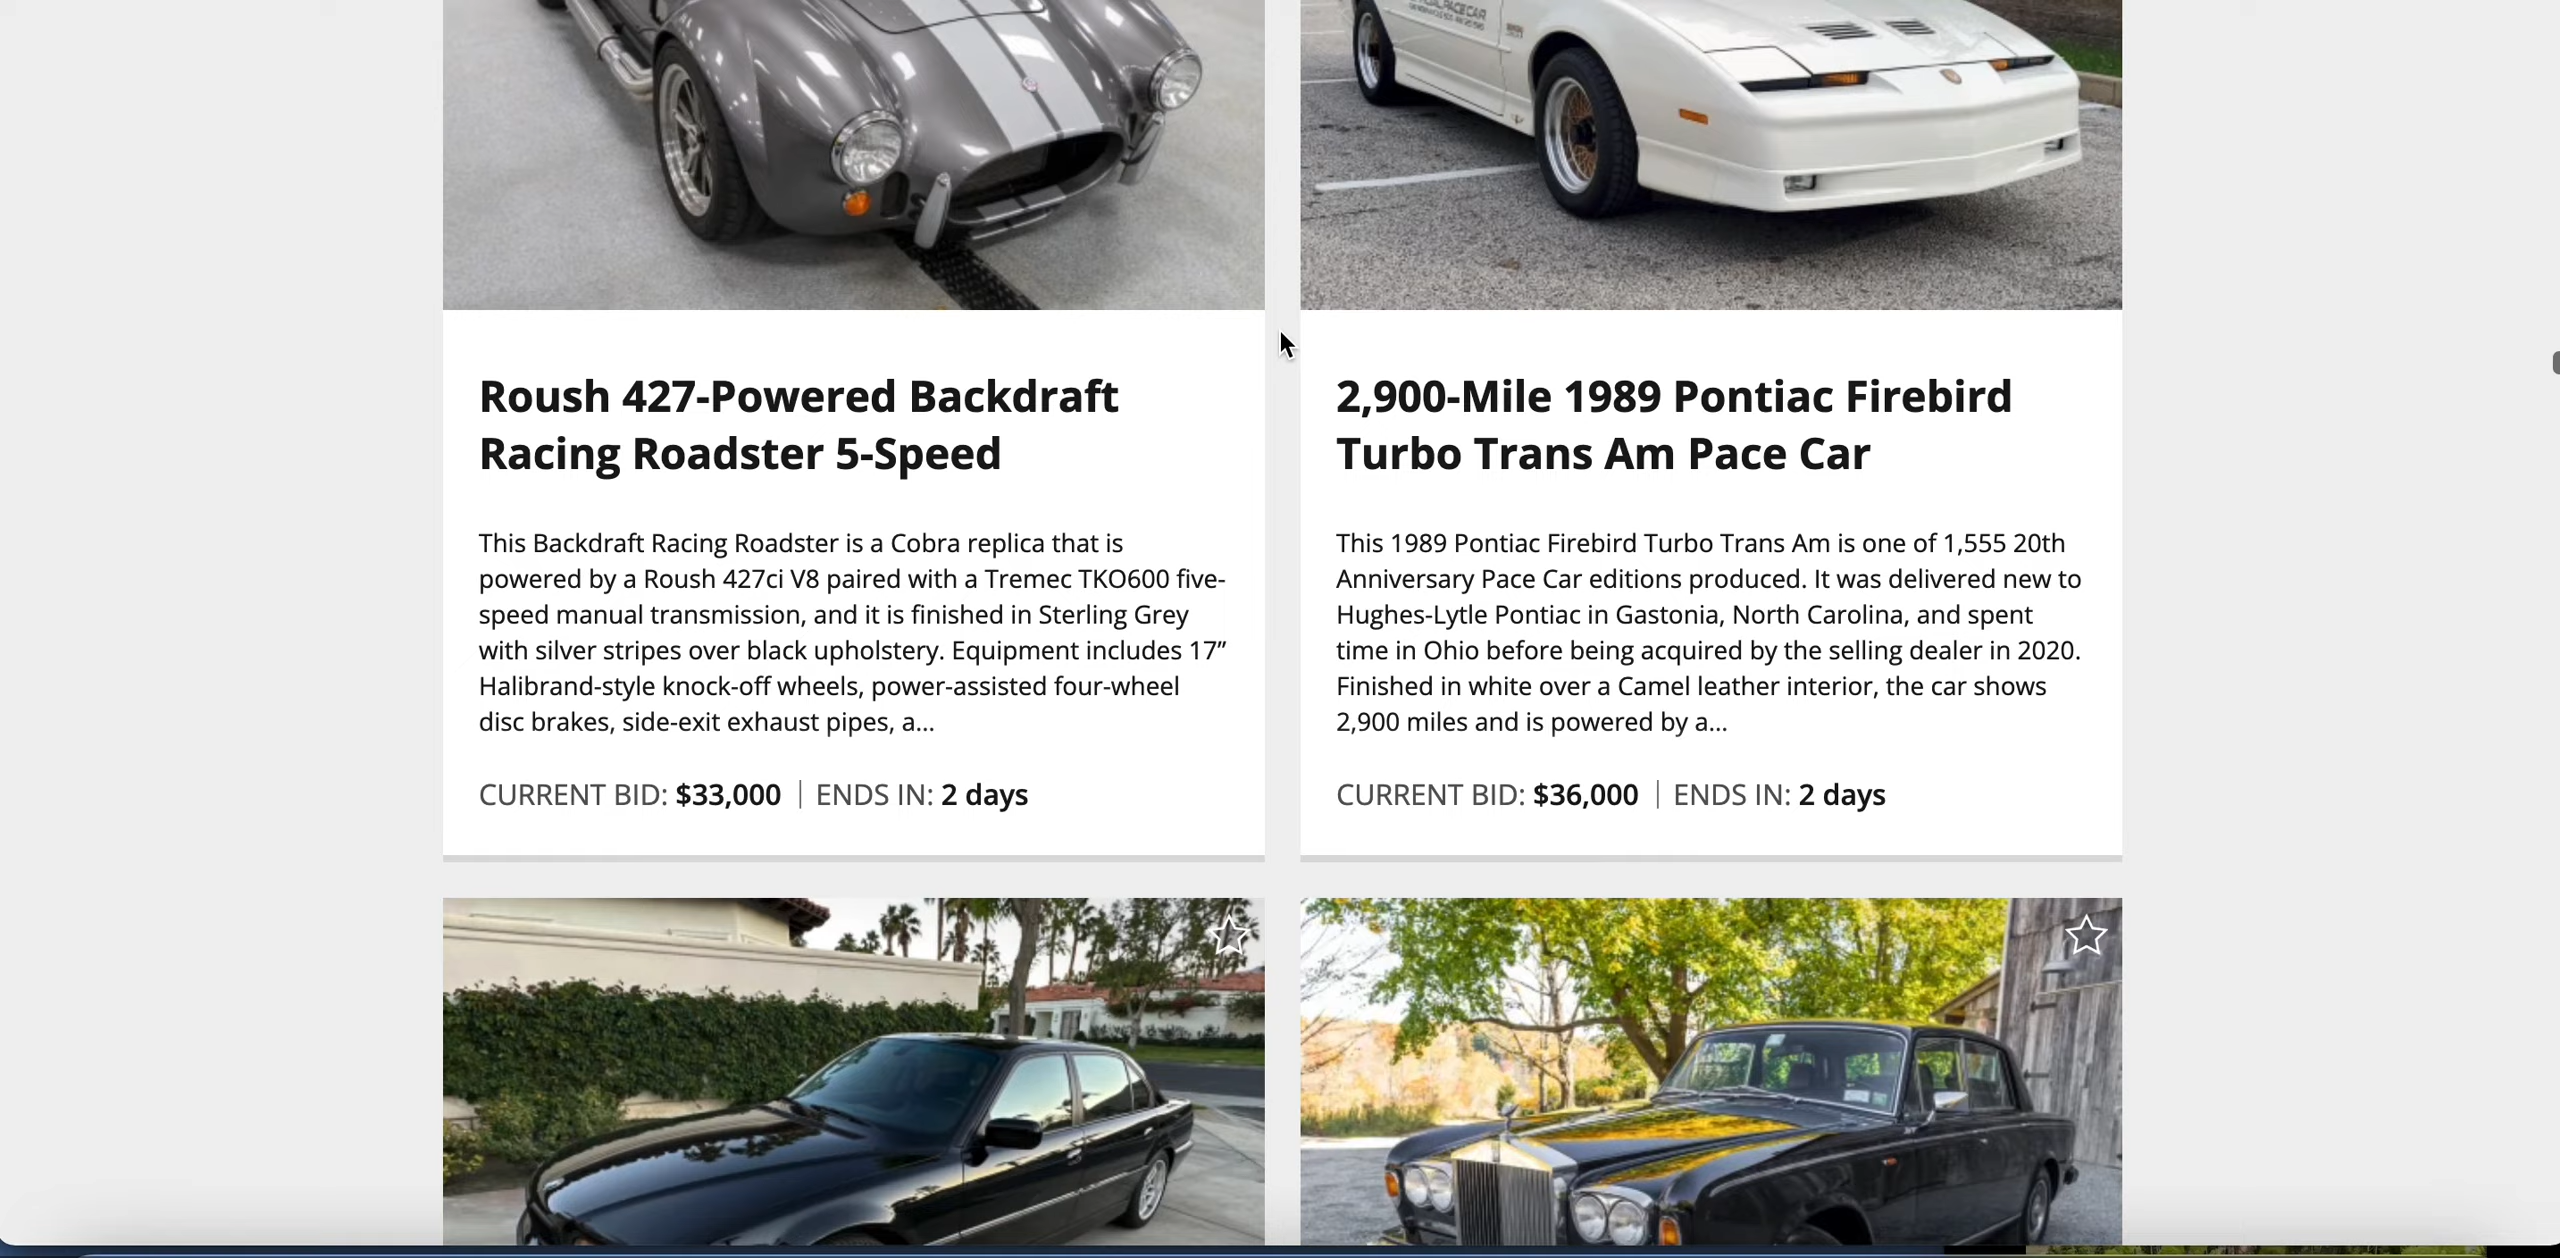 PACE CAR
Roush 427-Powered Backdraft
Racing Roadster 5-Speed
This Backdraft Racing Roadster is a Cobra replica that is
powered by a Roush 427ci V8 paired with a Tremec TKO600 five-
speed manual transmission, and it is finished in Sterling Grey
with silver stripes over black upholstery. Equipment includes 17”
Halibrand-style knock-off wheels, power-assisted four-wheel
disc brakes, side-exit exhaust pipes, a...
CURRENT BID: $33,000 | ENDS IN: 2 days
2,900-Mile 1989 Pontiac Firebird
Turbo Trans Am Pace Car
This 1989 Pontiac Firebird Turbo Trans Am is one of 1,555 20th
Anniversary Pace Car editions produced. It was delivered new to
Hughes-Lytle Pontiac in Gastonia, North Carolina, and spent
time in Ohio before being acquired by the selling dealer in 2020.
Finished in white over a Camel leather interior, the car shows
2,900 miles and is powered by a...
CURRENT BID: $36,000 | ENDS IN: 2 days